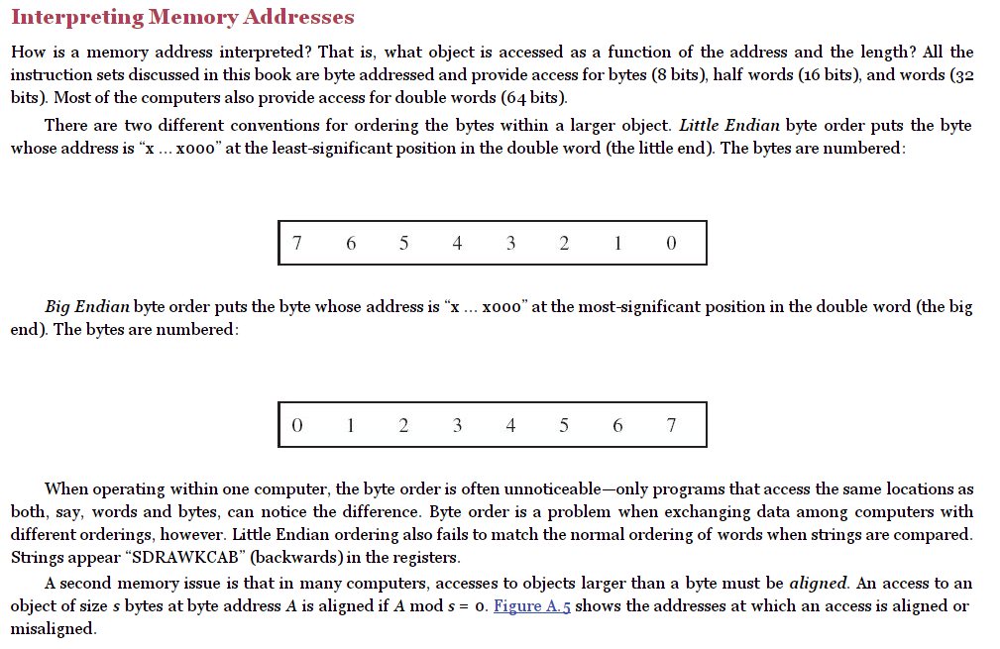 Interpreting Memory Addresses
How is a memory address interpreted? That is, what object is accessed as a function of the address and the length? All the
instruction sets discussed in this book are byte addressed and provide access for bytes (8 bits), half words (16 bits), and words (32
bits). Most of the computers also provide access for double words (64 bits).
There are two different conventions for ordering the bytes within a larger object. Little Endian byte order puts the byte
whose address is “x … x000” at the least-significant position in the double word (the little end). The bytes are numbered:
7 6 5 4 3 2 1 0
Big Endian byte order puts the byte whose address is “x … x000” at the most-significant position in the double word (the big
end). The bytes are numbered:
0 1 2 3 4 5 6 7
When operating within one computer, the byte order is often unnoticeable—only programs that access the same locations as
both, say, words and bytes, can notice the difference. Byte order is a problem when exchanging data among computers with
different orderings, however. Little Endian ordering also fails to match the normal ordering of words when strings are compared.
Strings appear “SDRAWKCAB” (backwards) in the registers.
A second memory issue is that in many computers, accesses to objects larger than a byte must be aligned. An access to an
object of size s bytes at byte address A is aligned if A mod s = 0. Figure A.5 shows the addresses at which an access is aligned or
misaligned.